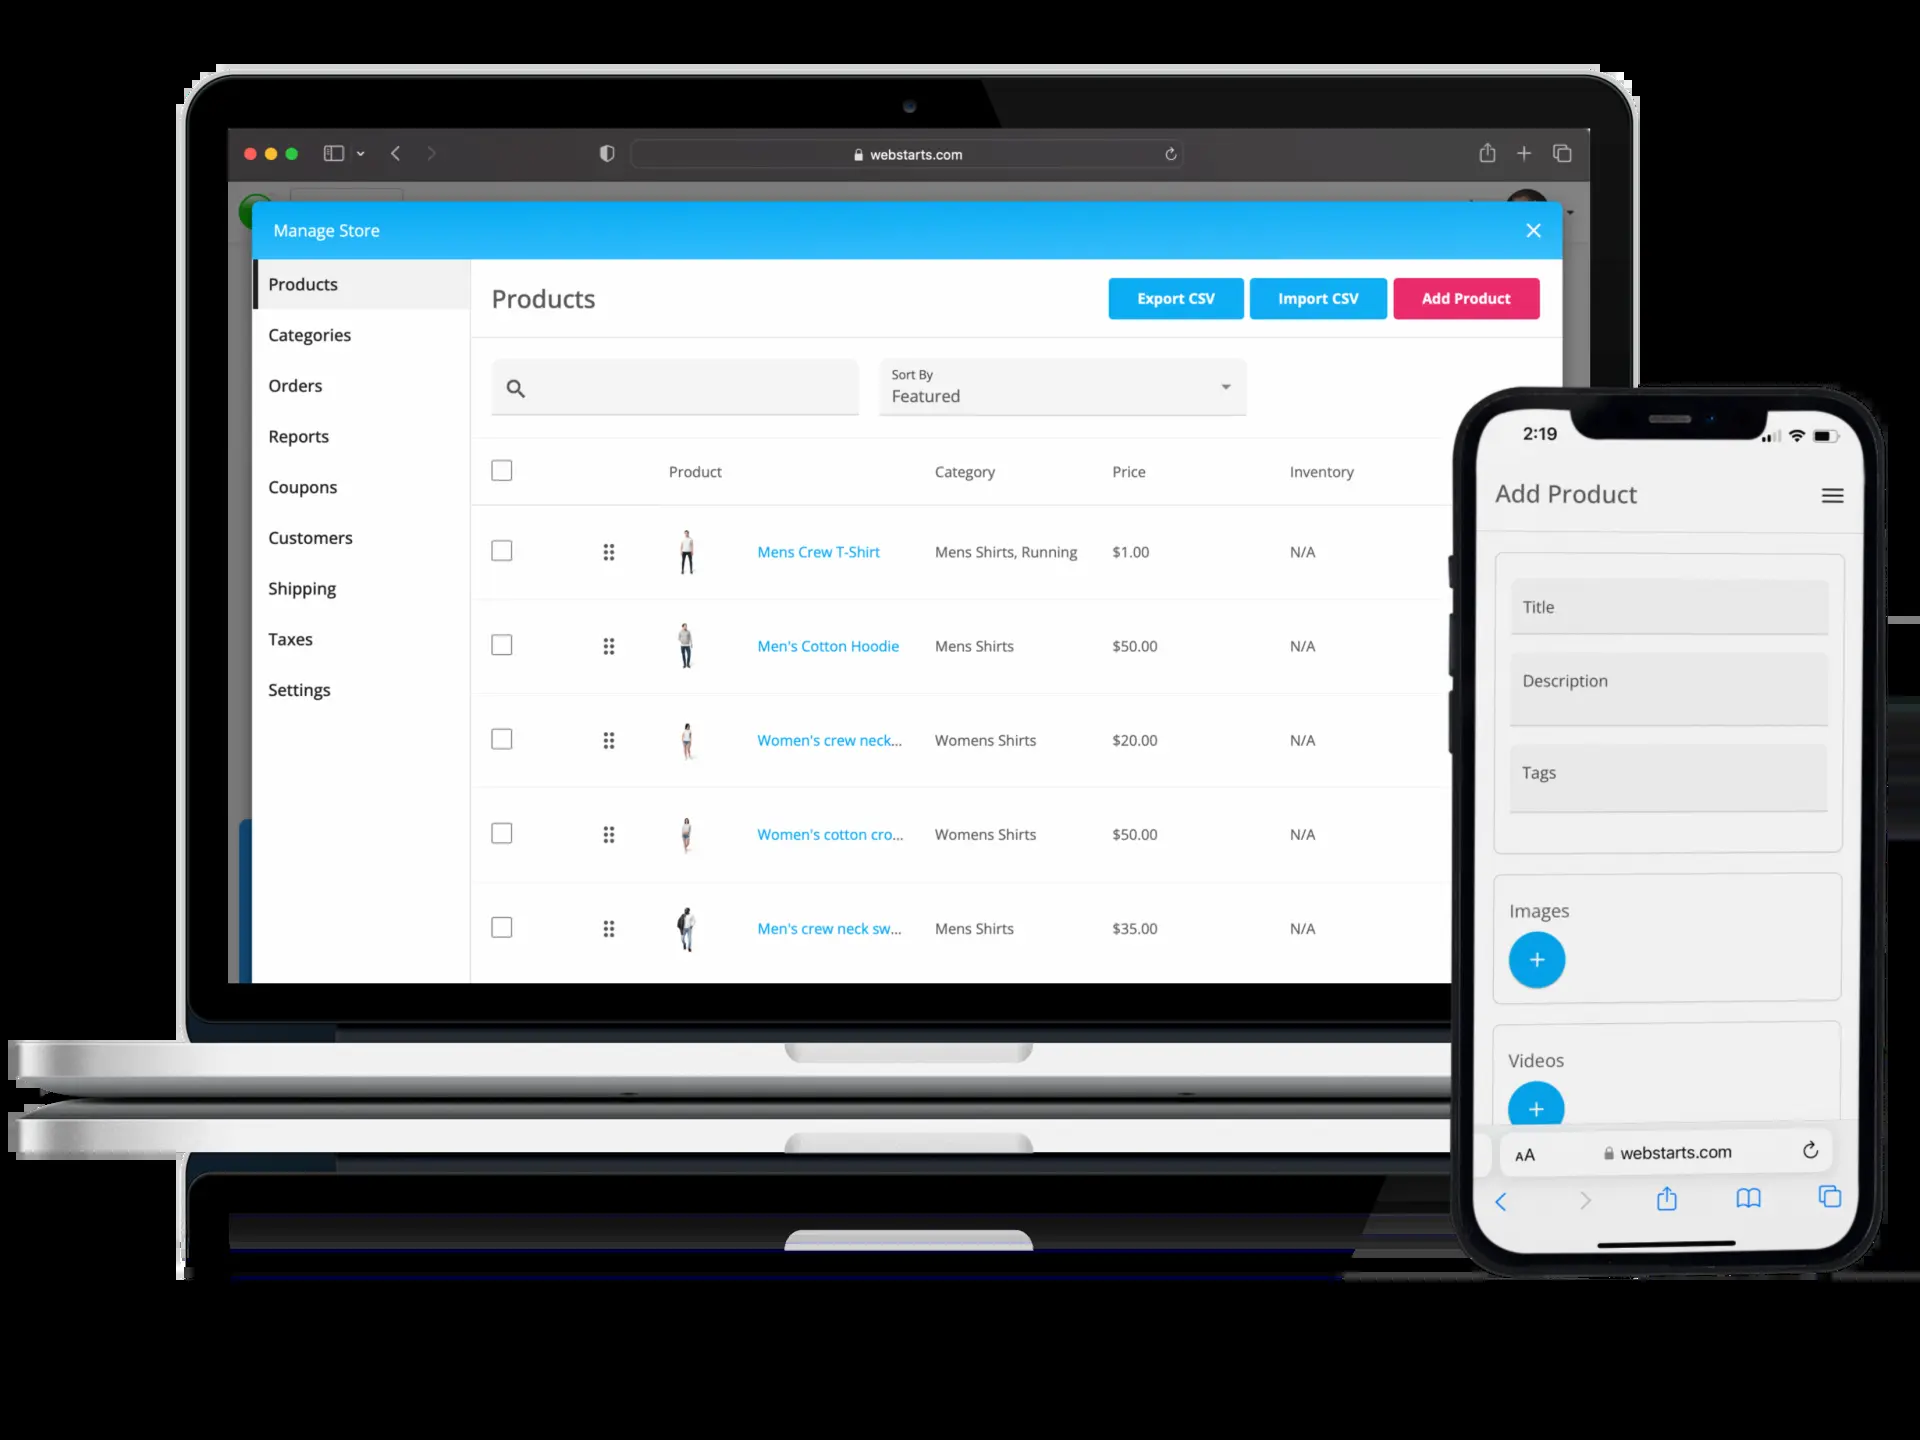 webstarts.com
Manage Store
Products
Categories
Orders
Reports
Coupons
Customers
Shipping
Taxes
Settings
Products
Export CSV
Import CSV
Add Product
Sort By
Featured
Product Category Price Inventory
Mens Crew T-Shirt Mens Shirts, Running $1.00 N/A
Men's Cotton Hoodie Mens Shirts $50.00 N/A
Women's crew neck... Womens Shirts $20.00 N/A
Women's cotton cro... Womens Shirts $50.00 N/A
Men's crew neck sw... Mens Shirts $35.00 N/A
2:19
Add Product
Title
Description
Tags
Images
Videos
AA webstarts.com